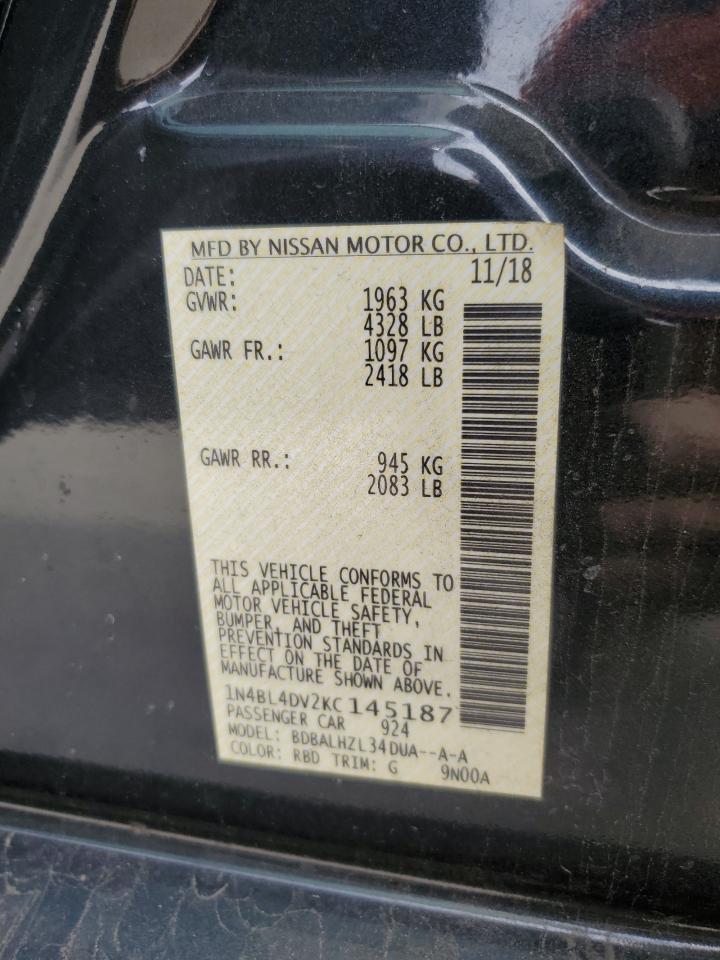 MFD BY NISSAN MOTOR CO., LTD.
DATE: 11/18
GVWR: 1963 KG
4328 LB
GAWR FR.: 1097 KG
2418 LB
GAWR RR.: 945 KG
2083 LB
THIS VEHICLE CONFORMS TO
ALL APPLICABLE FEDERAL
MOTOR VEHICLE SAFETY,
BUMPER, AND THEFT
PREVENTION STANDARDS IN
EFFECT ON THE DATE OF
MANUFACTURE SHOWN ABOVE.
1N4BL4DV2KC145187
PASSENGER CAR 924
MODEL: BDBALHZL34DUA--A-A
COLOR: RBD TRIM: G 9N00A